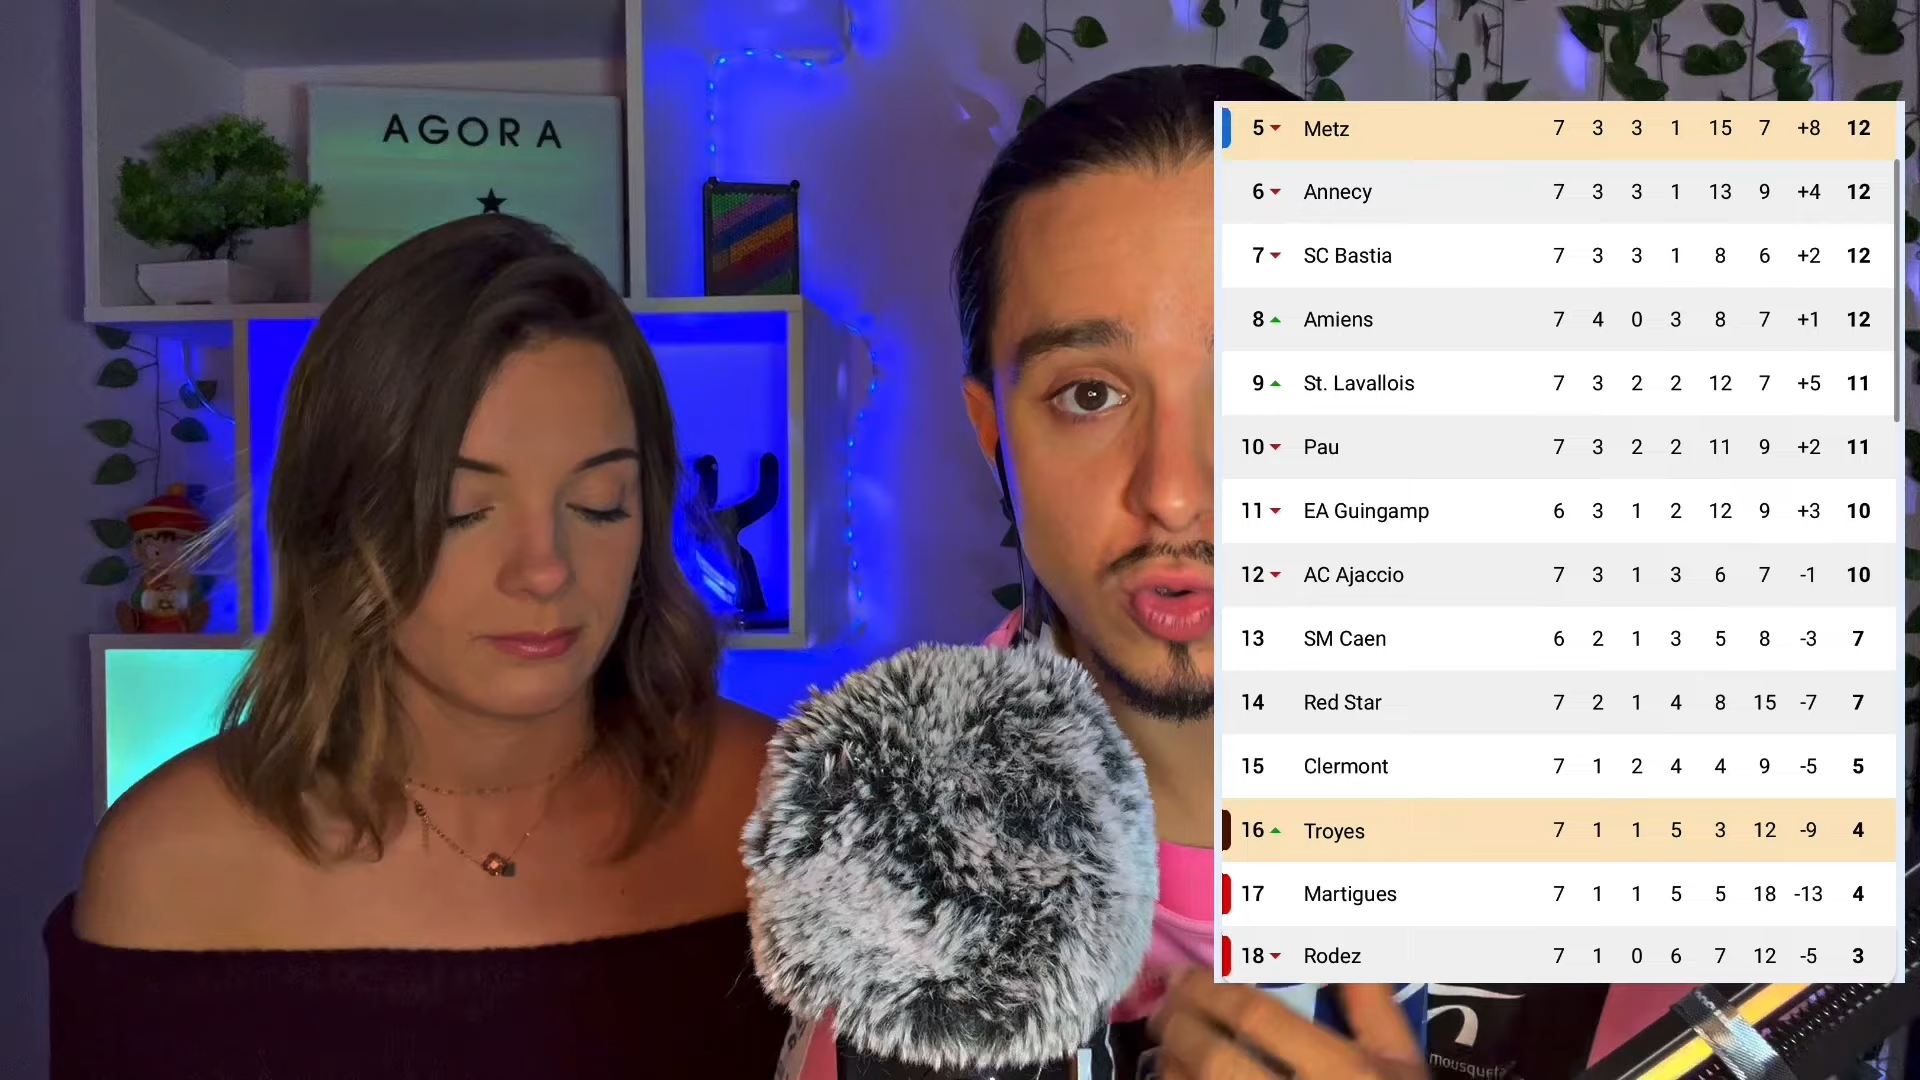 AGORA
5 Metz 7 3 3 1 15 7 +8 12
6 Annecy 7 3 3 1 13 9 +4 12
7 SC Bastia 7 3 3 1 8 6 +2 12
8 Amiens 7 4 0 3 8 7 +1 12
9 St. Lavallois 7 3 2 2 12 7 +5 11
10 Pau 7 3 2 2 11 9 +2 11
11 EA Guingamp 6 3 1 2 12 9 +3 10
12 AC Ajaccio 7 3 1 3 6 7 -1 10
13 SM Caen 6 2 1 3 5 8 -3 7
14 Red Star 7 2 1 4 8 15 -7 7
15 Clermont 7 1 2 4 4 9 -5 5
16 Troyes 7 1 1 5 3 12 -9 4
17 Martigues 7 1 1 5 5 18 -13 4
18 Rodez 7 1 0 6 7 12 -5 3